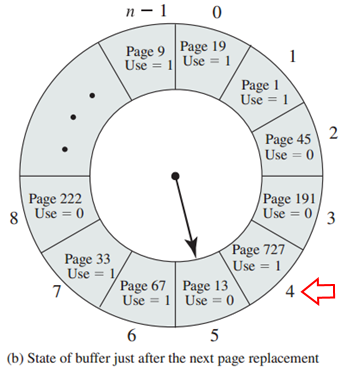 n − 1
0
Page 9
Use = 1
Page 19
Use = 1
1
Page 1
Use = 1
2
Page 45
Use = 0
Page 191
Use = 0
3
Page 727
Use = 1
4
Page 13
Use = 0
5
Page 67
Use = 1
6
Page 33
Use = 1
7
Page 222
Use = 0
8
(b) State of buffer just after the next page replacement